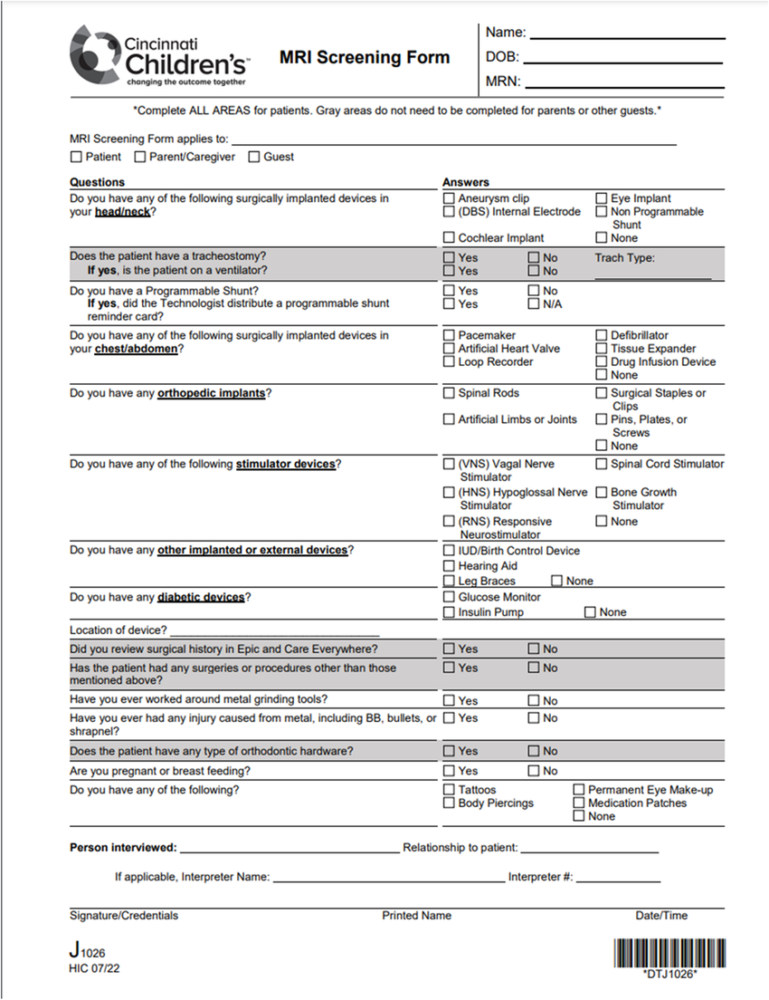 Cincinnati
Children's™
changing the outcome together
MRI Screening Form
Name:
DOB:
MRN:
*Complete ALL AREAS for patients. Gray areas do not need to be completed for parents or other guests.*
MRI Screening Form applies to:
Patient Parent/Caregiver Guest
Questions Answers
Do you have any of the following surgically implanted devices in
your head/neck?
Aneurysm clip Eye Implant
(DBS) Internal Electrode Non Programmable
Shunt
Cochlear Implant None
Does the patient have a tracheostomy? Yes No Trach Type:
If yes, is the patient on a ventilator? Yes No
Do you have a Programmable Shunt? Yes No
If yes, did the Technologist distribute a programmable shunt Yes N/A
reminder card?
Do you have any of the following surgically implanted devices in
your chest/abdomen?
Pacemaker Defibrillator
Artificial Heart Valve Tissue Expander
Loop Recorder Drug Infusion Device
None
Do you have any orthopedic implants? Spinal Rods Surgical Staples or
Clips
Artificial Limbs or Joints Pins, Plates, or
Screws
None
Do you have any of the following stimulator devices? (VNS) Vagal Nerve Spinal Cord Stimulator
Stimulator
(HNS) Hypoglossal Nerve Bone Growth
Stimulator Stimulator
(RNS) Responsive None
Neurostimulator
Do you have any other implanted or external devices? IUD/Birth Control Device
Hearing Aid
Leg Braces None
Do you have any diabetic devices? Glucose Monitor
Insulin Pump None
Location of device?
Did you review surgical history in Epic and Care Everywhere? Yes No
Has the patient had any surgeries or procedures other than those Yes No
mentioned above?
Have you ever worked around metal grinding tools? Yes No
Have you ever had any injury caused from metal, including BB, bullets, or Yes No
shrapnel?
Does the patient have any type of orthodontic hardware? Yes No
Are you pregnant or breast feeding? Yes No
Do you have any of the following? Tattoos Permanent Eye Make-up
Body Piercings Medication Patches
None
Person interviewed: Relationship to patient:
If applicable, Interpreter Name: Interpreter #:
Signature/Credentials Printed Name Date/Time
J1026
HIC 07/22
*DTJ1026*